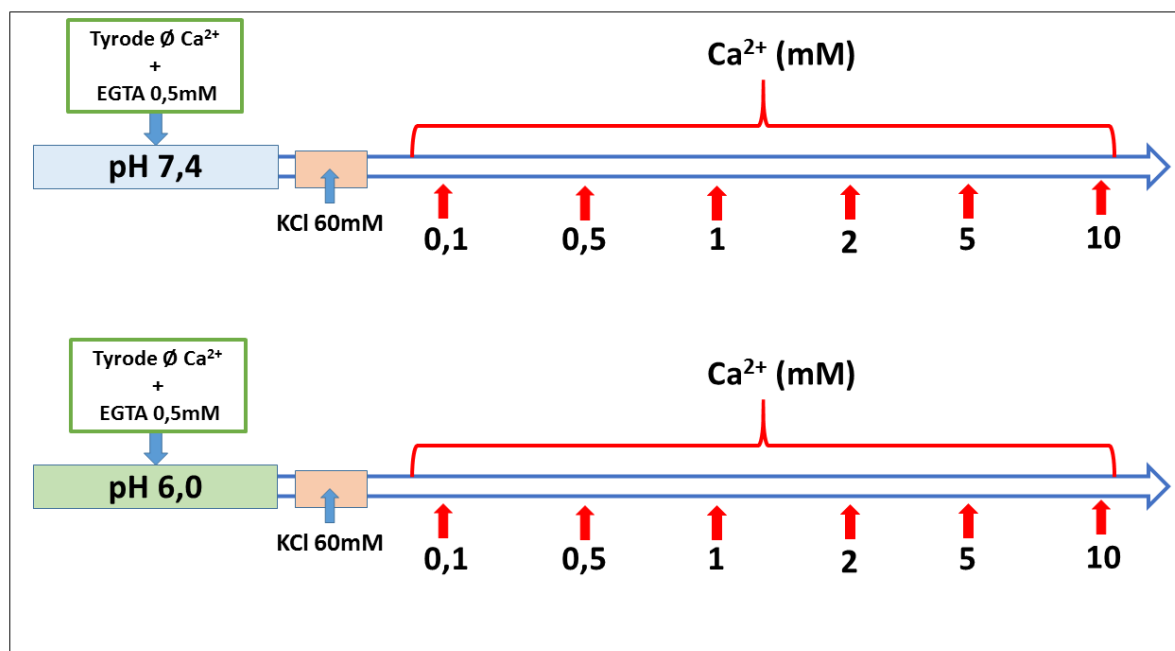 Tyrode Ø Ca²⁺
+
EGTA 0,5mM
Ca²⁺ (mM)
pH 7,4
KCl 60mM
0,1
0,5
1
2
5
10
Tyrode Ø Ca²⁺
+
EGTA 0,5mM
Ca²⁺ (mM)
pH 6,0
KCl 60mM
0,1
0,5
1
2
5
10